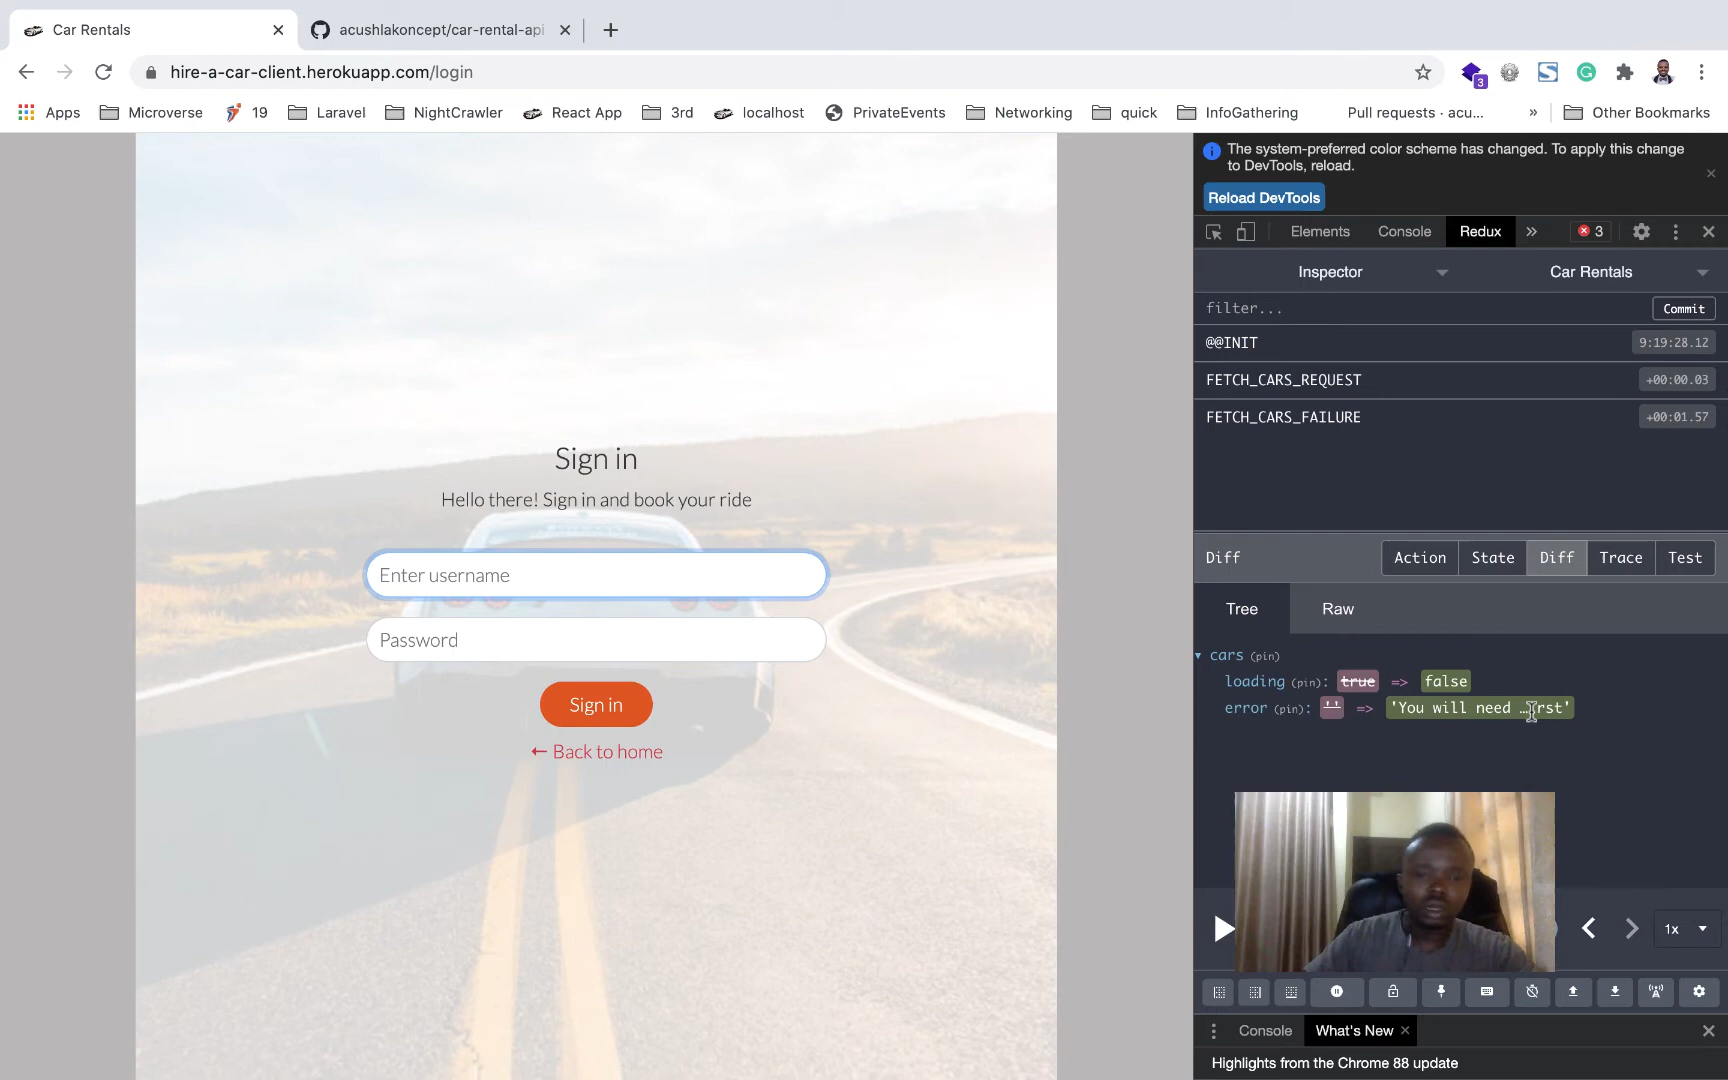 Car Rentals
acushlakoncept/car-rental-api
hire-a-car-client.herokuapp.com/login
3
Apps Microverse 19 Laravel NightCrawler React App 3rd localhost PrivateEvents Networking quick InfoGathering Pull requests · acu... » Other Bookmarks
Sign in
Hello there! Sign in and book your ride
Enter username
Password
Sign in
← Back to home
The system-preferred color scheme has changed. To apply this change
to DevTools, reload.
Reload DevTools
Elements Console Redux » 3
Inspector Car Rentals
filter... Commit
@@INIT 9:19:28.12
FETCH_CARS_REQUEST +00:00.03
FETCH_CARS_FAILURE +00:01.57
Diff Action State Diff Trace Test
Tree Raw
cars (pin)
loading (pin): true => false
error (pin): '' => 'You will need …irst'
1x
Console What's New
Highlights from the Chrome 88 update